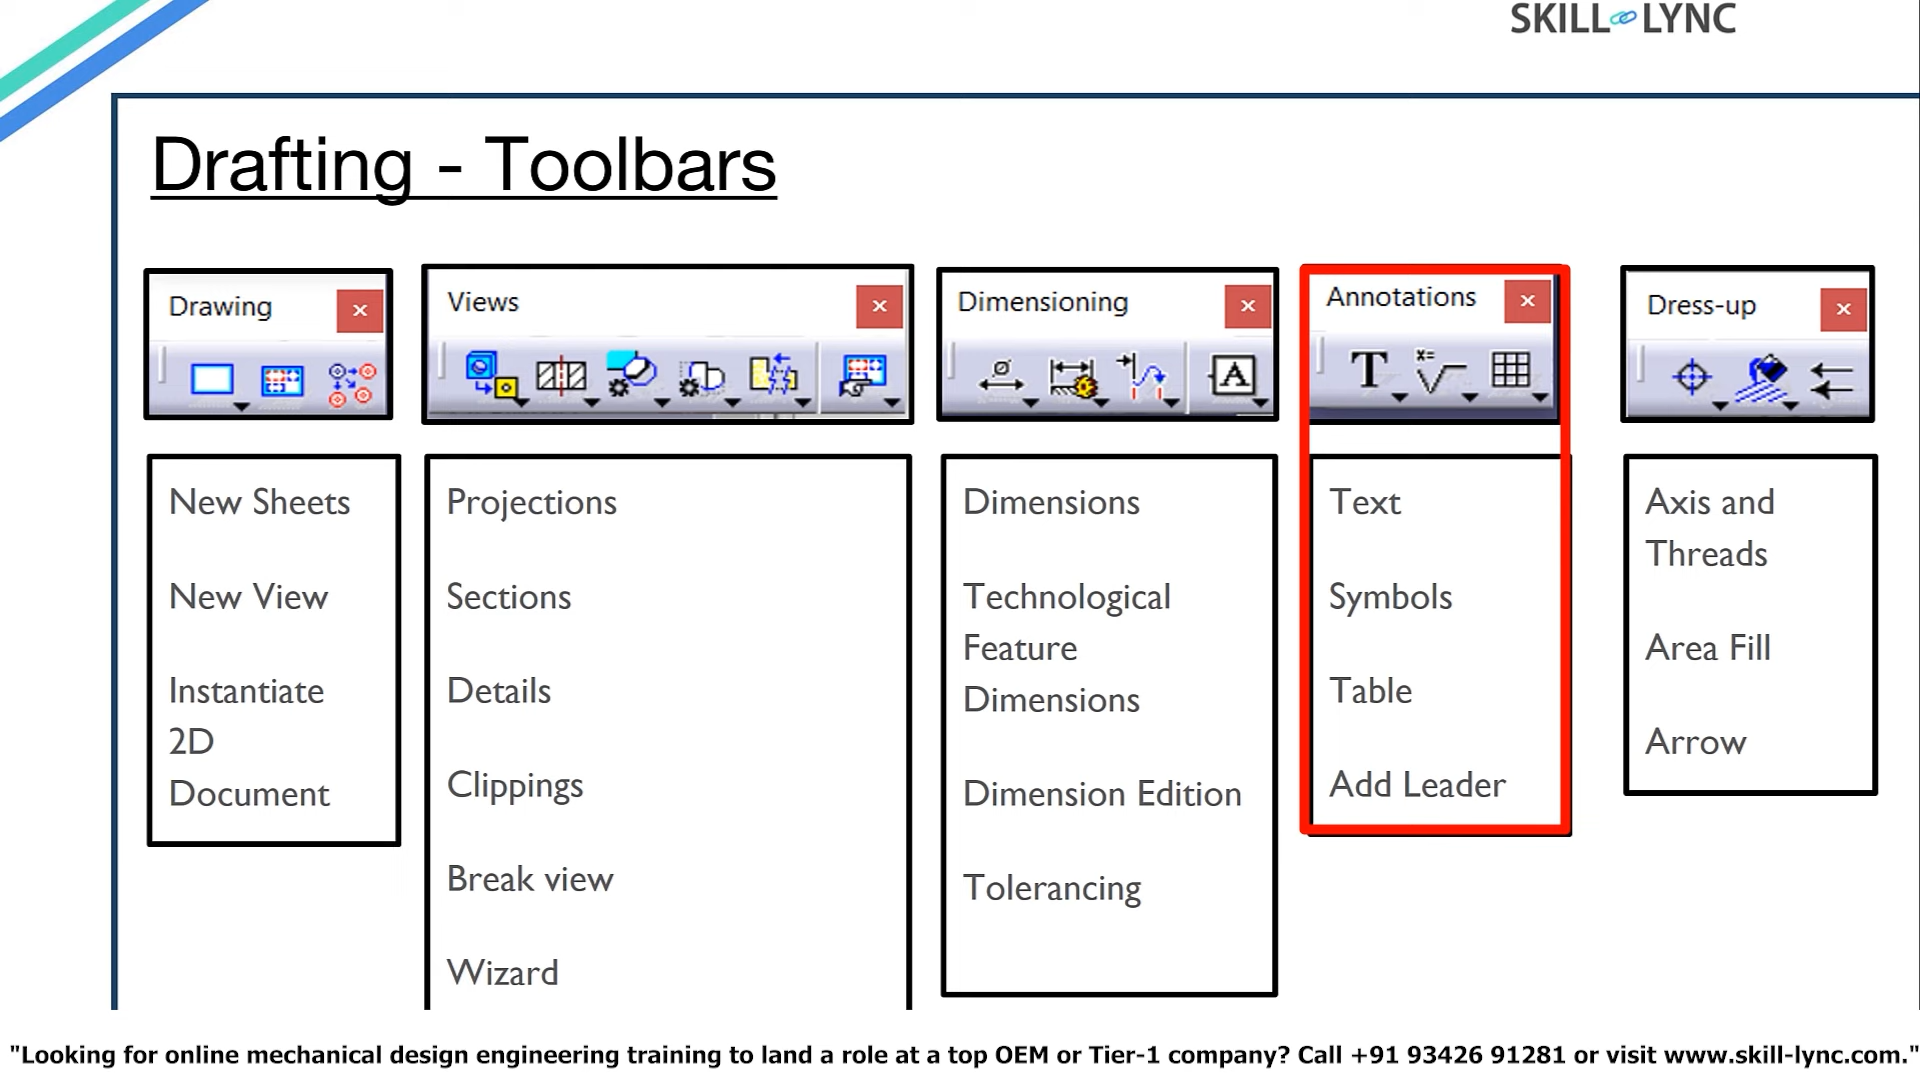 SKILL LYNC
Drafting - Toolbars
Drawing
New Sheets
New View
Instantiate
2D
Document
Views
Projections
Sections
Details
Clippings
Break view
Wizard
Dimensioning
A
Dimensions
Technological
Feature
Dimensions
Dimension Edition
Tolerancing
Annotations
T
x=
Text
Symbols
Table
Add Leader
Dress-up
Axis and
Threads
Area Fill
Arrow
"Looking for online mechanical design engineering training to land a role at a top OEM or Tier-1 company? Call +91 93426 91281 or visit www.skill-lync.com."